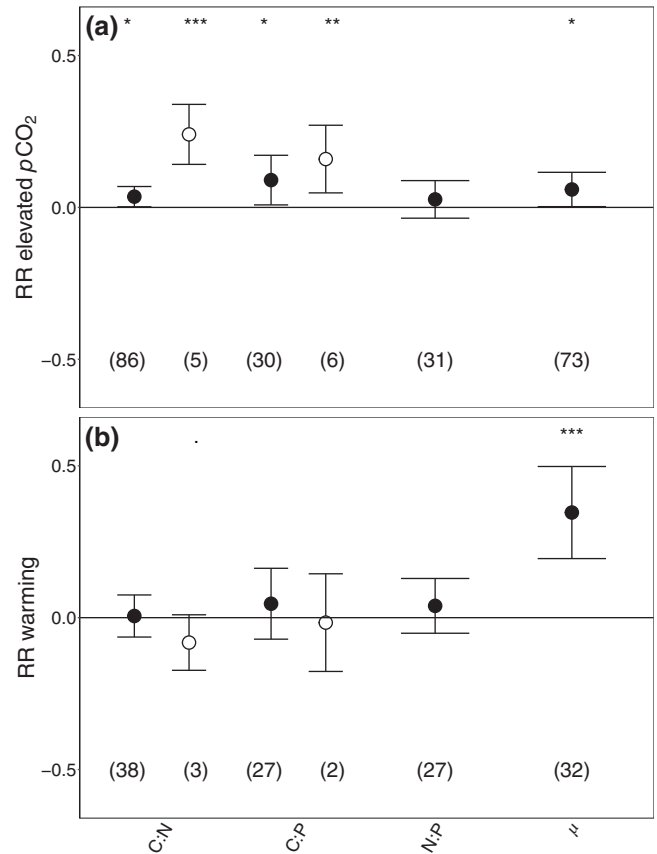 (a)
* *** * ** *
0.5
0.0
−0.5
RR elevated pCO₂
(86) (5) (30) (6) (31) (73)
(b)
. ***
0.5
0.0
−0.5
RR warming
(38) (3) (27) (2) (27) (32)
C:N C:P N:P μ